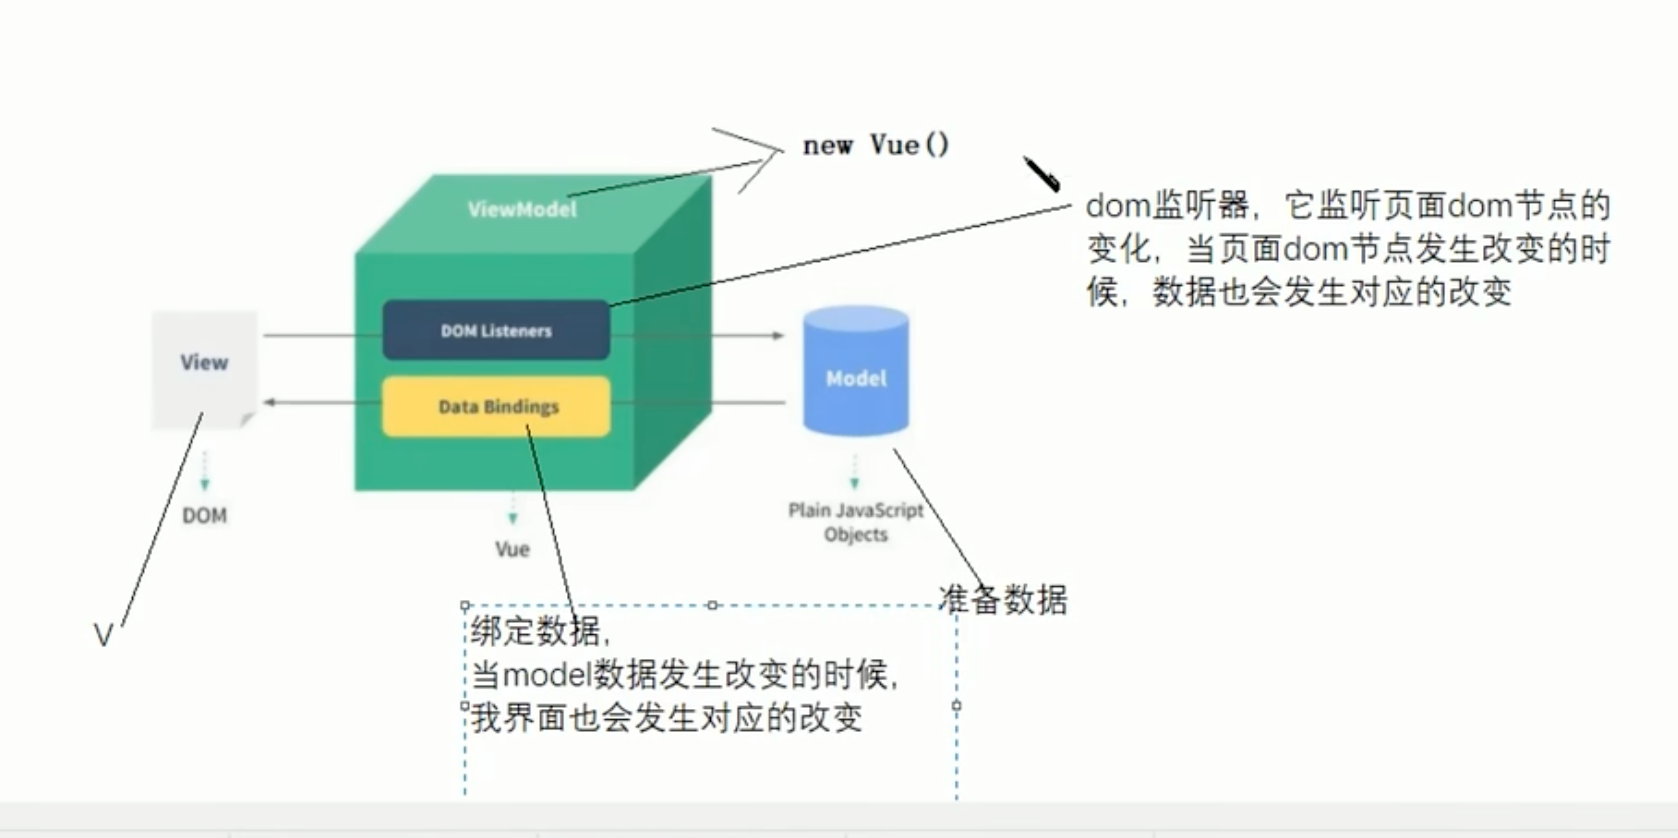 new Vue()
ViewModel
dom监听器，它监听页面dom节点的
变化，当页面dom节点发生改变的时
候，数据也会发生对应的改变
DOM Listeners
View
Model
Data Bindings
DOM
Plain JavaScript
Objects
Vue
准备数据
V
绑定数据，
当model数据发生改变的时候，
我界面也会发生对应的改变